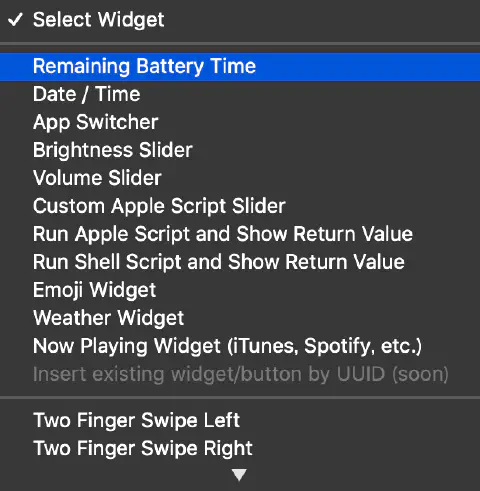 Select Widget
Remaining Battery Time
Date / Time
App Switcher
Brightness Slider
Volume Slider
Custom Apple Script Slider
Run Apple Script and Show Return Value
Run Shell Script and Show Return Value
Emoji Widget
Weather Widget
Now Playing Widget (iTunes, Spotify, etc.)
Insert existing widget/button by UUID (soon)
Two Finger Swipe Left
Two Finger Swipe Right